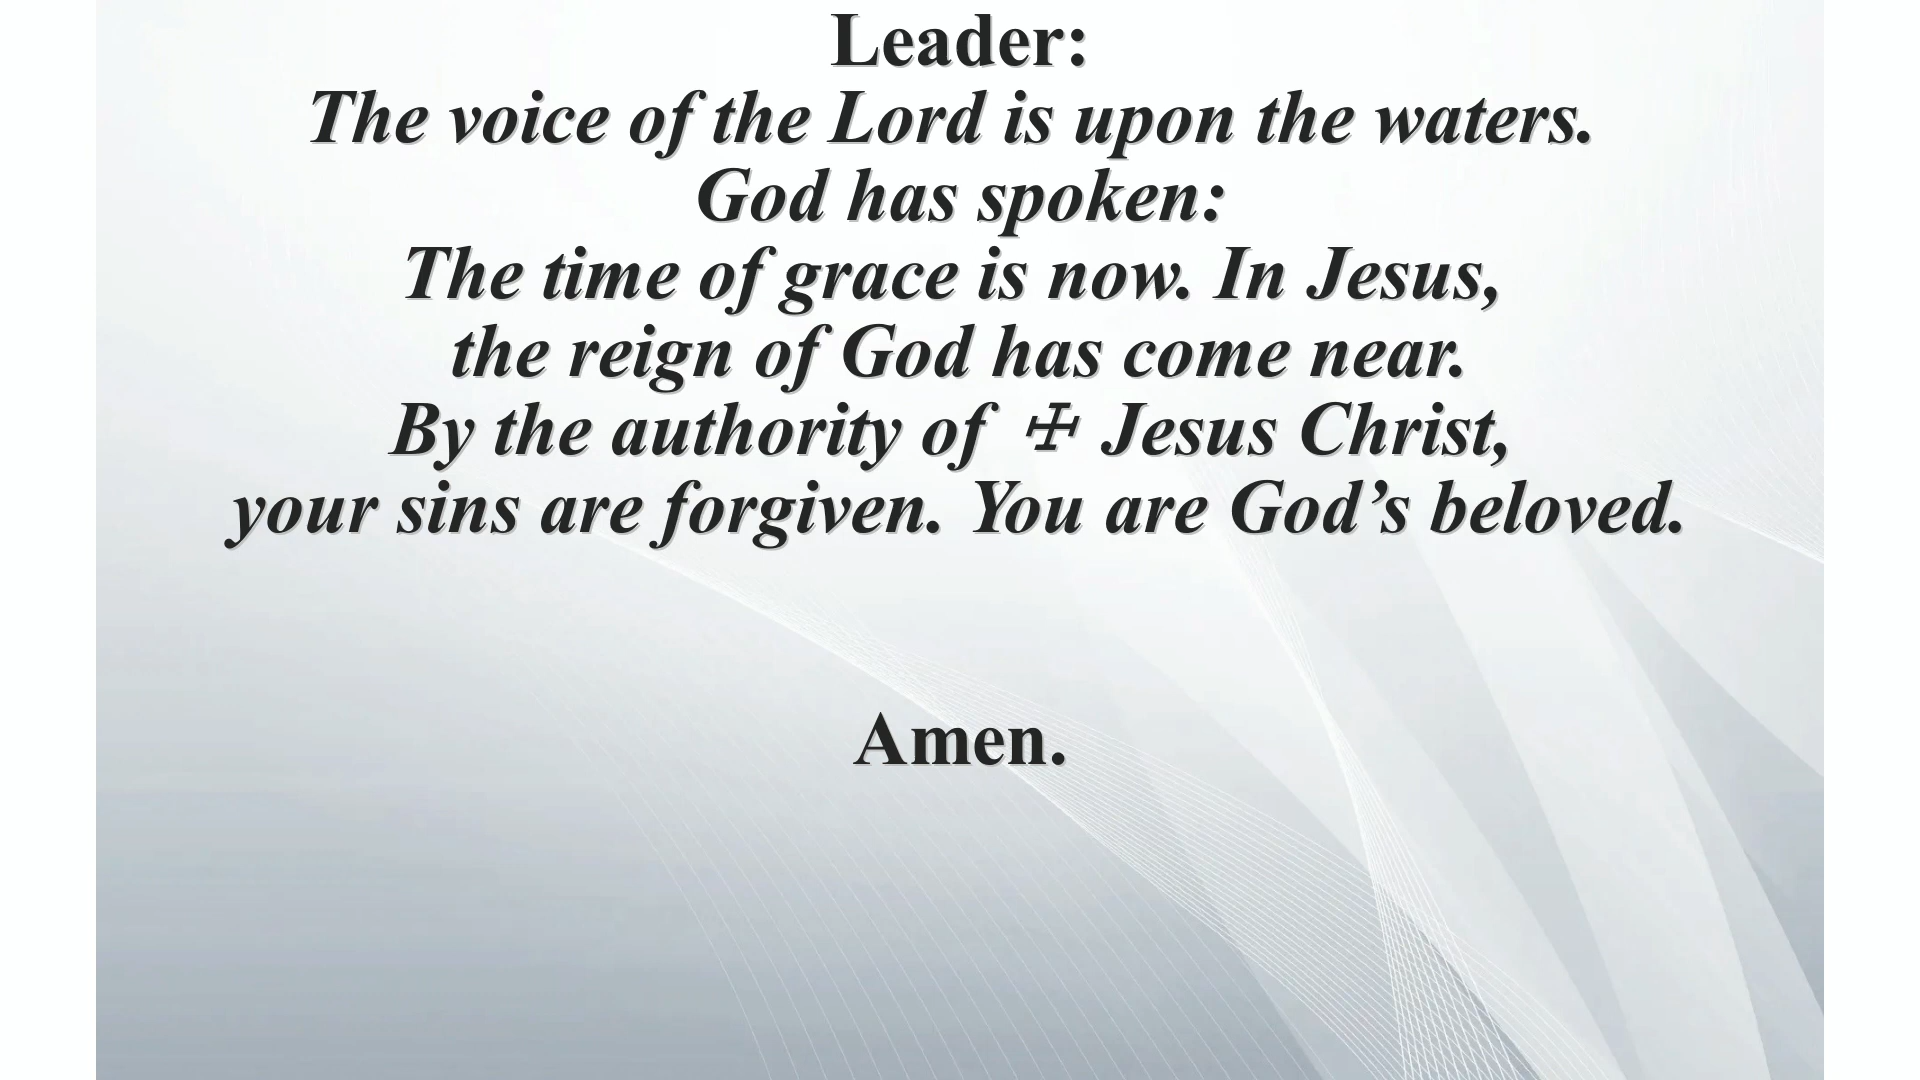 Leader:
The voice of the Lord is upon the waters.
God has spoken:
The time of grace is now. In Jesus,
the reign of God has come near.
By the authority of ☩ Jesus Christ,
your sins are forgiven. You are God’s beloved.
Amen.